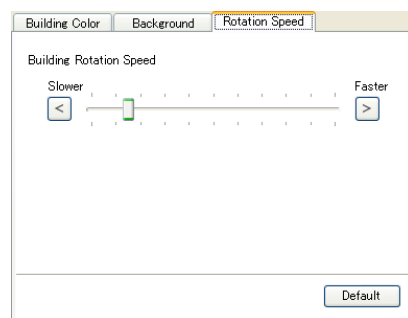 Building Color Background Rotation Speed
Building Rotation Speed
Slower Faster
< >
Default